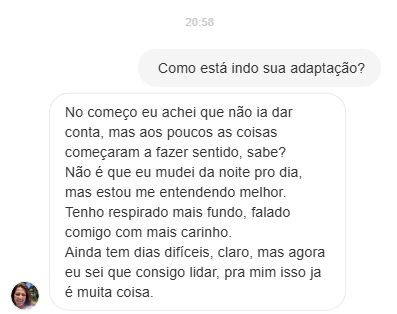 20:58
Como está indo sua adaptação?
No começo eu achei que não ia dar
conta, mas aos poucos as coisas
começaram a fazer sentido, sabe?
Não é que eu mudei da noite pro dia,
mas estou me entendendo melhor.
Tenho respirado mais fundo, falado
comigo com mais carinho.
Ainda tem dias difíceis, claro, mas agora
eu sei que consigo lidar, pra mim isso ja
é muita coisa.